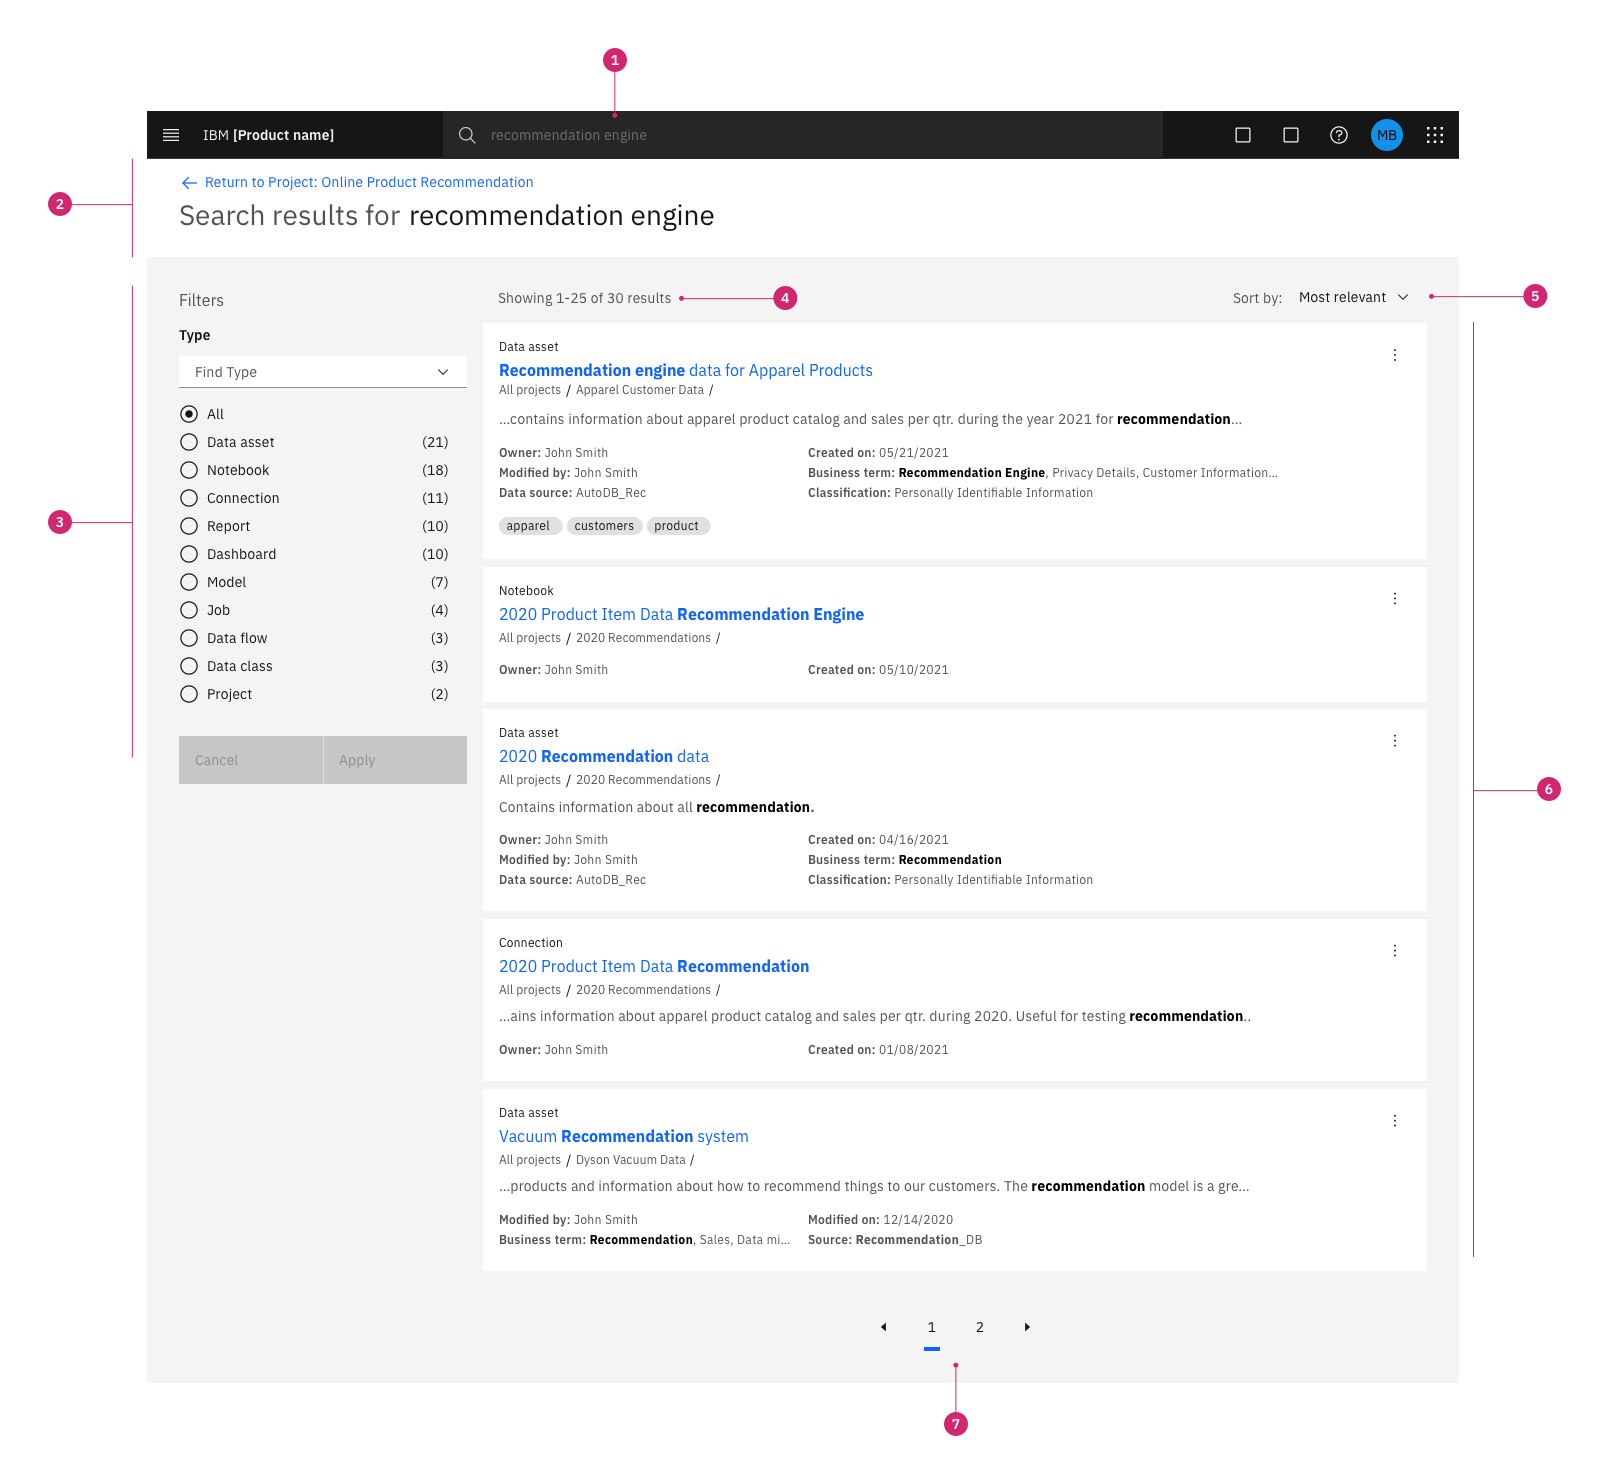 1
IBM [Product name]
recommendation engine
MB
2
Return to Project: Online Product Recommendation
Search results for recommendation engine
3
Filters
Type
Find Type
All
Data asset (21)
Notebook (18)
Connection (11)
Report (10)
Dashboard (10)
Model (7)
Job (4)
Data flow (3)
Data class (3)
Project (2)
Cancel
Apply
Showing 1-25 of 30 results
4
Sort by: Most relevant
5
6
Data asset
Recommendation engine data for Apparel Products
All projects / Apparel Customer Data /
...contains information about apparel product catalog and sales per qtr. during the year 2021 for recommendation...
Owner: John Smith
Created on: 05/21/2021
Modified by: John Smith
Business term: Recommendation Engine, Privacy Details, Customer Information...
Data source: AutoDB_Rec
Classification: Personally Identifiable Information
apparel
customers
product
Notebook
2020 Product Item Data Recommendation Engine
All projects / 2020 Recommendations /
Owner: John Smith
Created on: 05/10/2021
Data asset
2020 Recommendation data
All projects / 2020 Recommendations /
Contains information about all recommendation.
Owner: John Smith
Created on: 04/16/2021
Modified by: John Smith
Business term: Recommendation
Data source: AutoDB_Rec
Classification: Personally Identifiable Information
Connection
2020 Product Item Data Recommendation
All projects / 2020 Recommendations /
...ains information about apparel product catalog and sales per qtr. during 2020. Useful for testing recommendation..
Owner: John Smith
Created on: 01/08/2021
Data asset
Vacuum Recommendation system
All projects / Dyson Vacuum Data /
...products and information about how to recommend things to our customers. The recommendation model is a gre...
Modified by: John Smith
Modified on: 12/14/2020
Business term: Recommendation, Sales, Data mi...
Source: Recommendation_DB
1
2
7